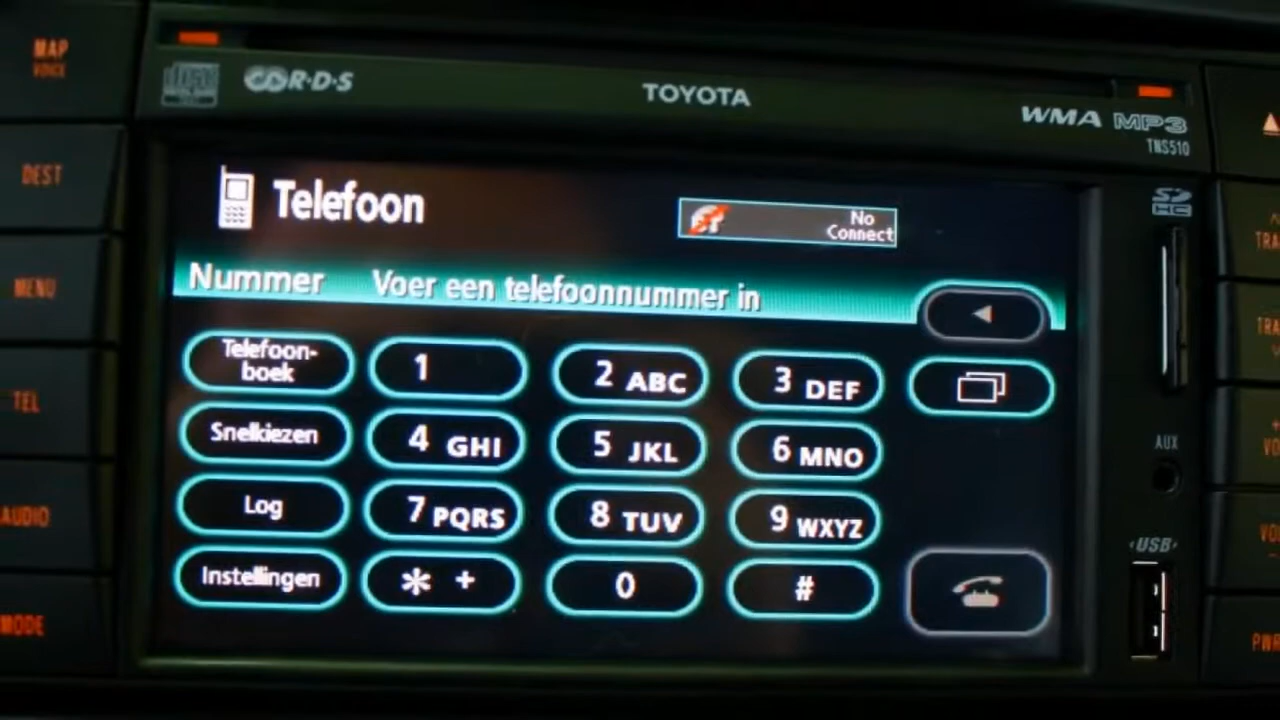 MAP
VOICE
R·D·S
TOYOTA
WMA MP3
TNS510
DEST
MENU
TEL
AUDIO
MODE
Telefoon
No
Connect
Nummer Voer een telefoonnummer in
Telefoon-
boek
1
2 ABC
3 DEF
Snelkiezen
4 GHI
5 JKL
6 MNO
Log
7 PQRS
8 TUV
9 WXYZ
Instellingen
* +
0
#
SD
HC
AUX
USB